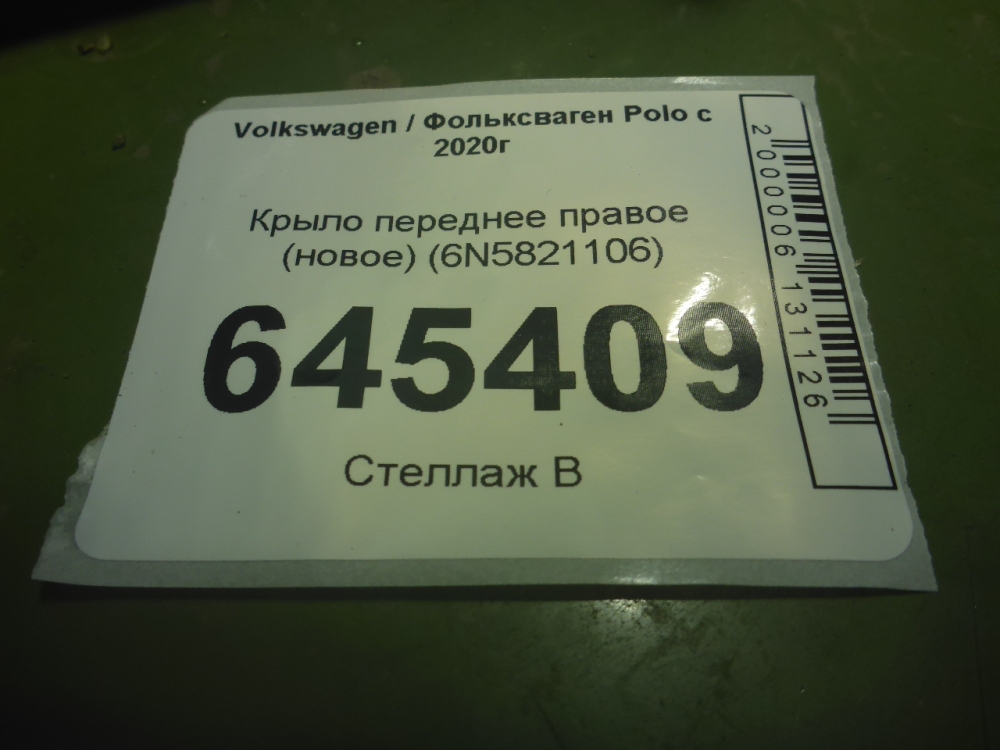 Volkswagen / Фольксваген Polo с
2020г
Крыло переднее правое
(новое) (6N5821106)
645409
Стеллаж В
2000006131126